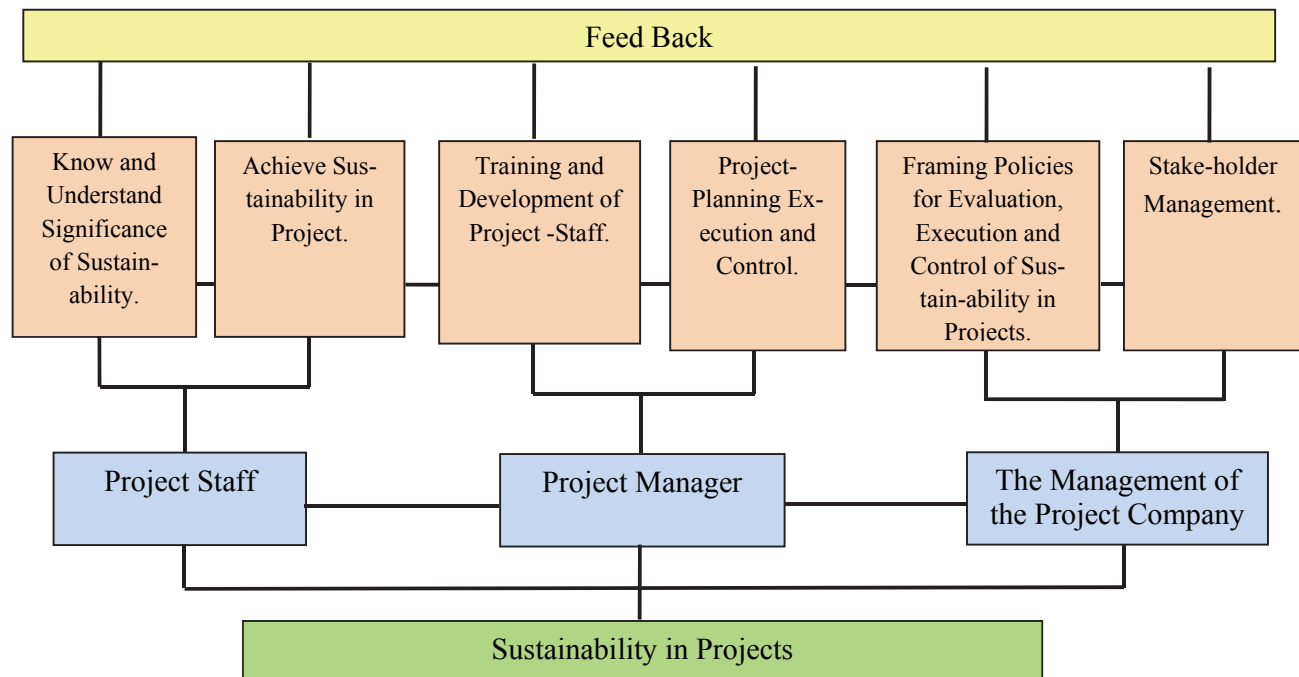 Feed Back
Know and
Understand
Significance
of Sustain-
ability.
Achieve Sus-
tainability in
Project.
Training and
Development of
Project -Staff.
Project-
Planning Ex-
ecution and
Control.
Framing Policies
for Evaluation,
Execution and
Control of Sus-
tain-ability in
Projects.
Stake-holder
Management.
Project Staff
Project Manager
The Management of
the Project Company
Sustainability in Projects